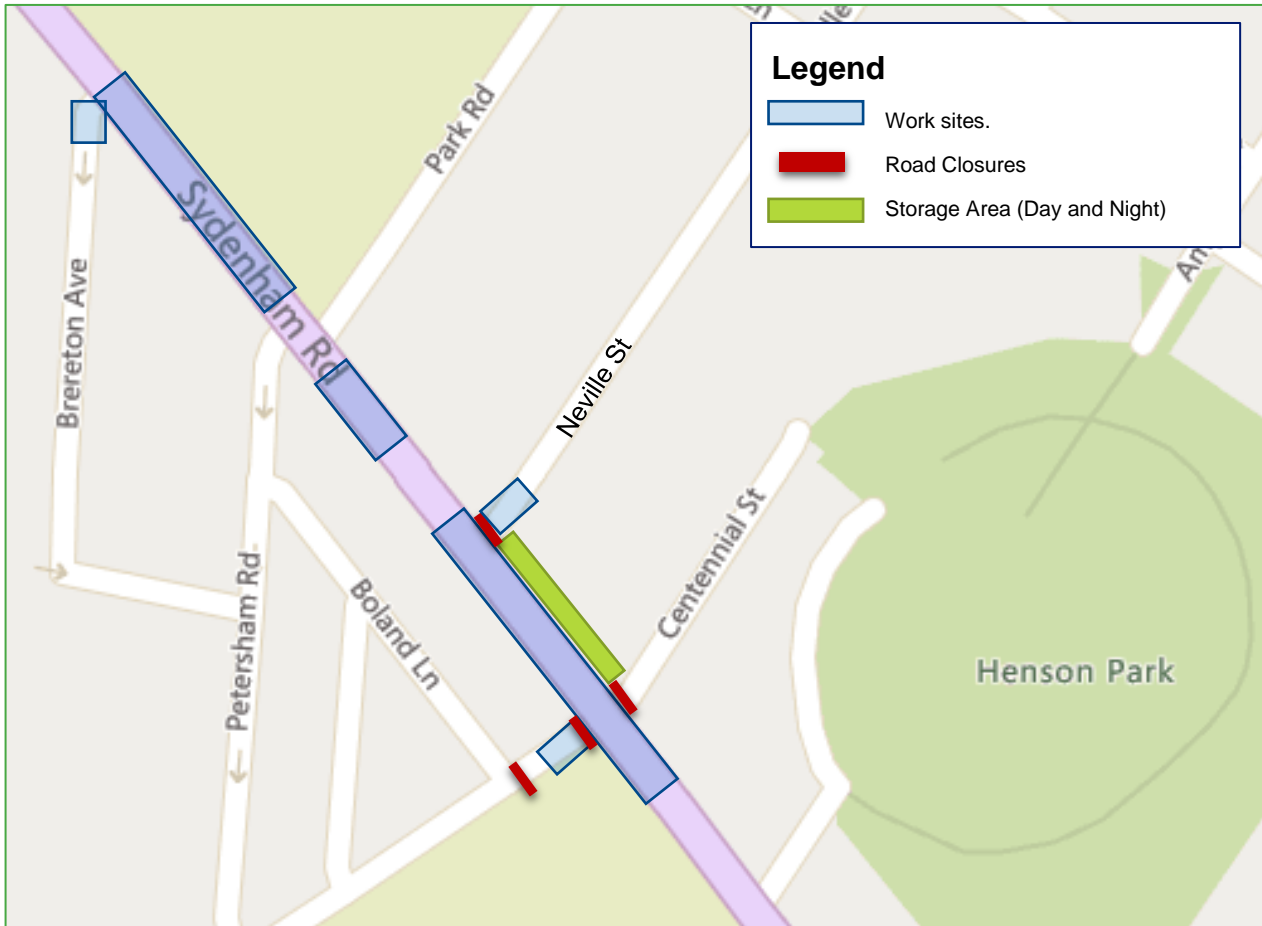 Legend
Work sites.
Road Closures
Storage Area (Day and Night)
Park Rd
Sydenham Rd
Brereton Ave
Neville St
Centennial St
Petersham Rd
Boland Ln
Henson Park